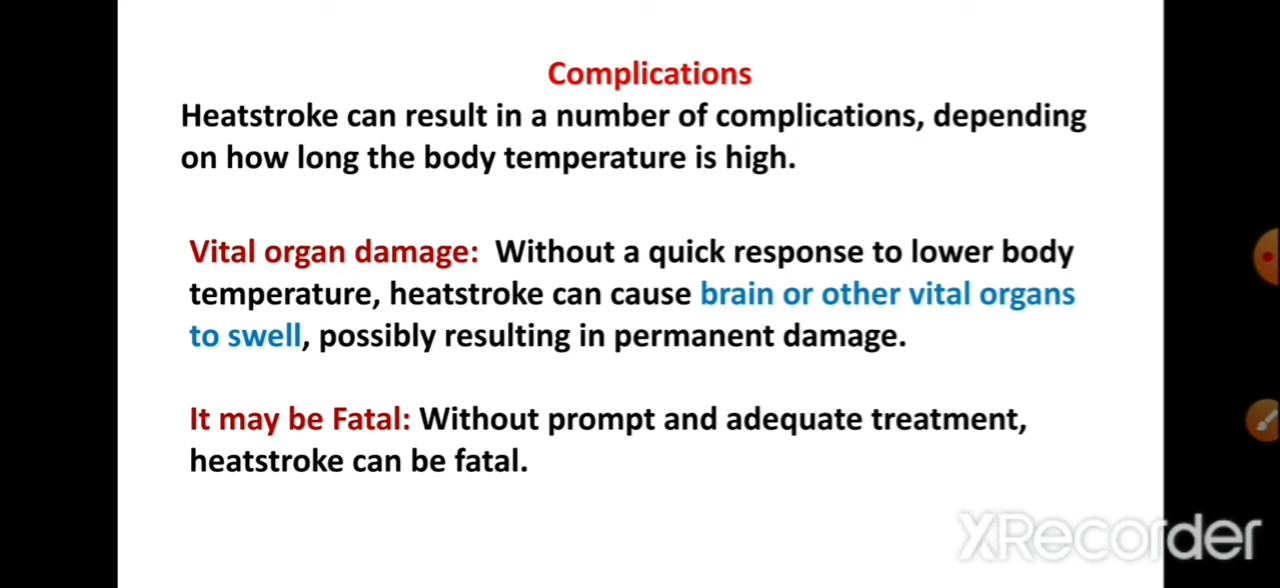 Complications
Heatstroke can result in a number of complications, depending
on how long the body temperature is high.
Vital organ damage: Without a quick response to lower body
temperature, heatstroke can cause brain or other vital organs
to swell, possibly resulting in permanent damage.
It may be Fatal: Without prompt and adequate treatment,
heatstroke can be fatal.
XRecorder